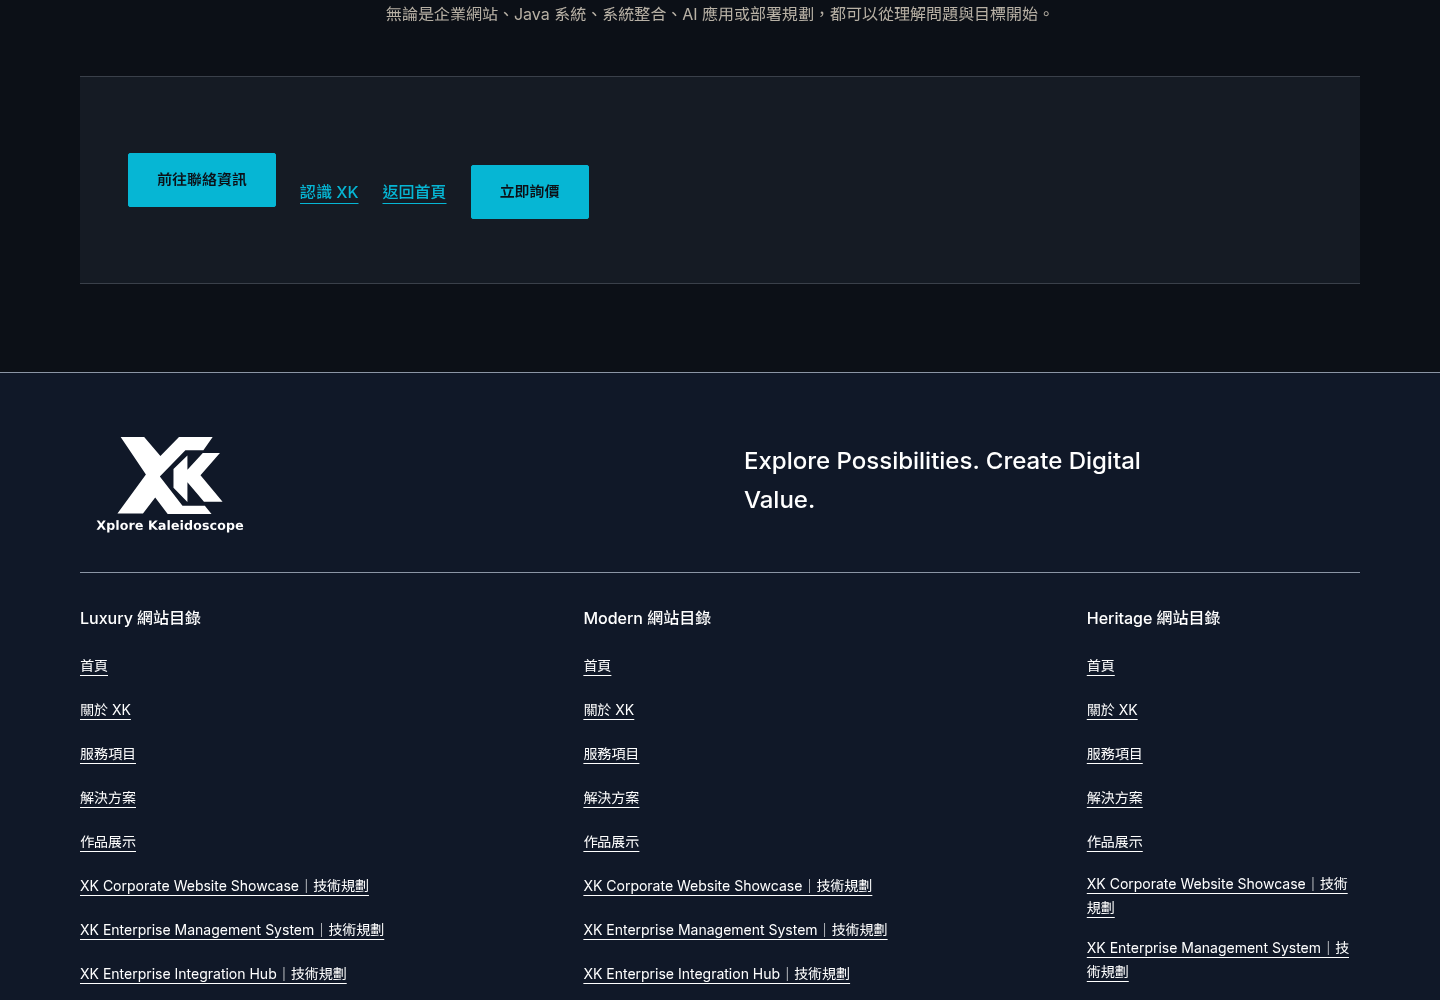 無論是企業網站、Java 系統、系統整合、AI 應用或部署規劃，都可以從理解問題與目標開始。
前往聯絡資訊
認識 XK
返回首頁
立即詢價
XK
Xplore Kaleidoscope
Explore Possibilities. Create Digital
Value.
Luxury 網站目錄
首頁
關於 XK
服務項目
解決方案
作品展示
XK Corporate Website Showcase｜技術規劃
XK Enterprise Management System｜技術規劃
XK Enterprise Integration Hub｜技術規劃
Modern 網站目錄
首頁
關於 XK
服務項目
解決方案
作品展示
XK Corporate Website Showcase｜技術規劃
XK Enterprise Management System｜技術規劃
XK Enterprise Integration Hub｜技術規劃
Heritage 網站目錄
首頁
關於 XK
服務項目
解決方案
作品展示
XK Corporate Website Showcase｜技術
規劃
XK Enterprise Management System｜技
術規劃